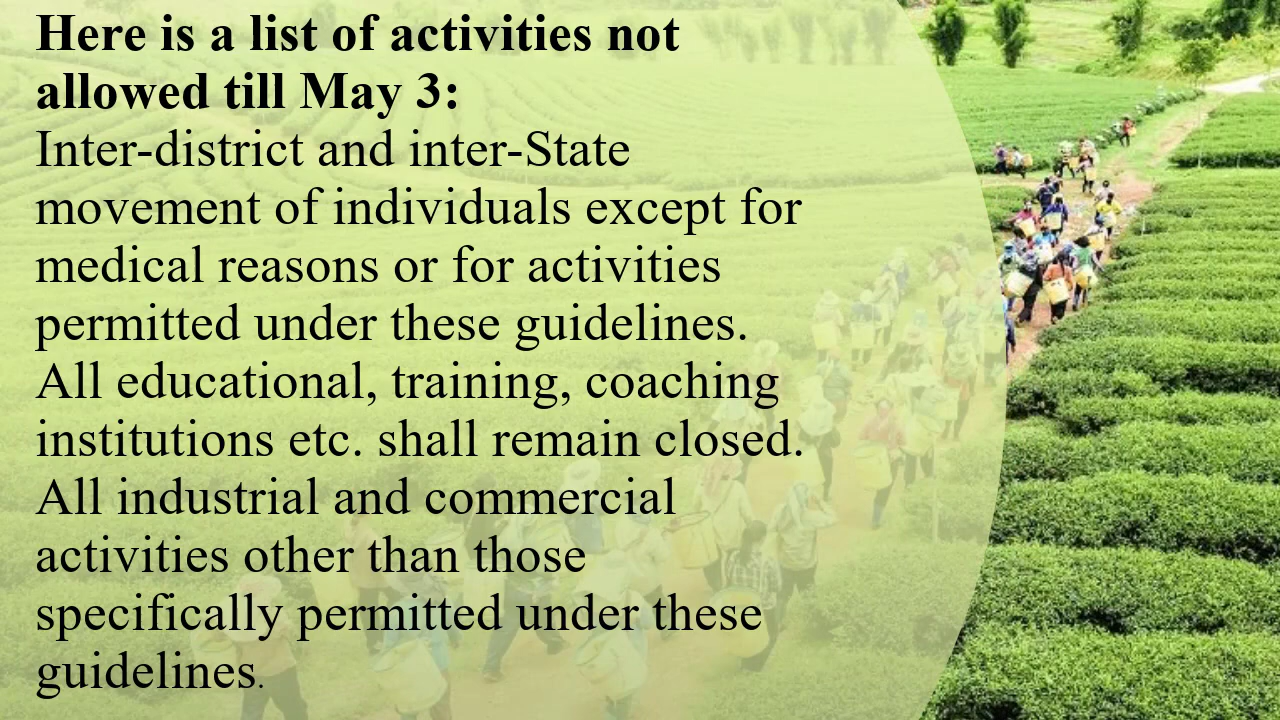 Here is a list of activities not
allowed till May 3:
Inter-district and inter-State
movement of individuals except for
medical reasons or for activities
permitted under these guidelines.
All educational, training, coaching
institutions etc. shall remain closed.
All industrial and commercial
activities other than those
specifically permitted under these
guidelines.